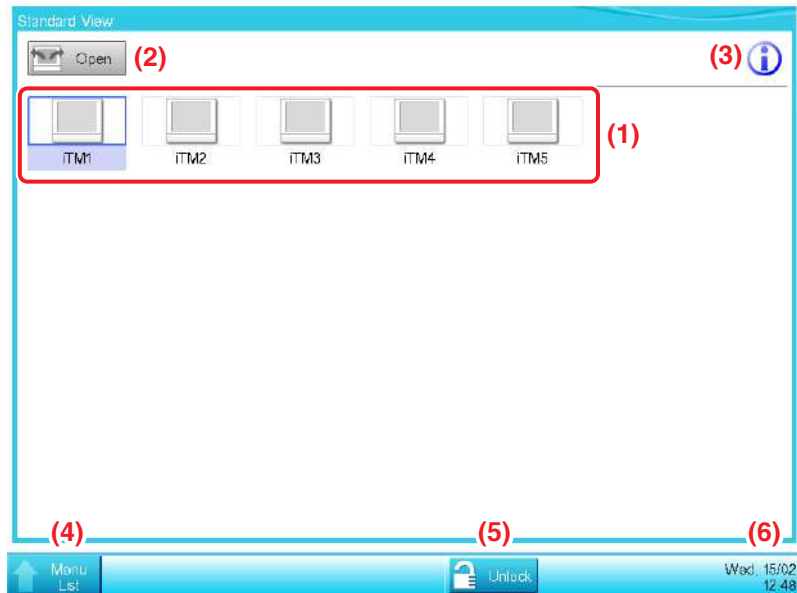 Standard View
Open (2) (3)
(1)
iTM1 iTM2 iTM3 iTM4 iTM5
(4) (5) (6)
Menu
List
Unlock
Wed, 15/02
12:48